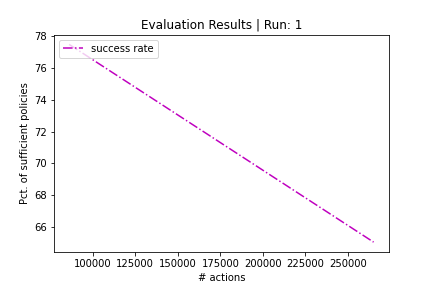 Evaluation Results | Run: 1
success rate
Pct. of sufficient policies
78
76
74
72
70
68
66
100000 125000 150000 175000 200000 225000 250000
# actions